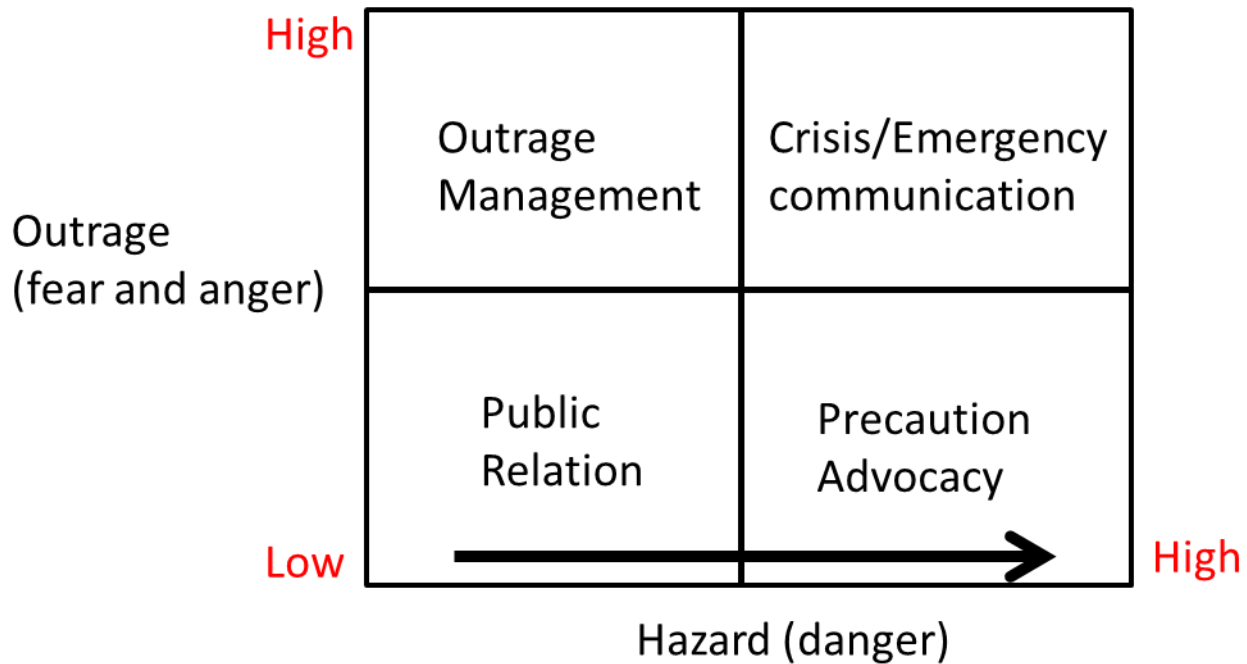 High
Outrage
Management
Crisis/Emergency
communication
Outrage
(fear and anger)
Public
Relation
Precaution
Advocacy
Low
High
Hazard (danger)